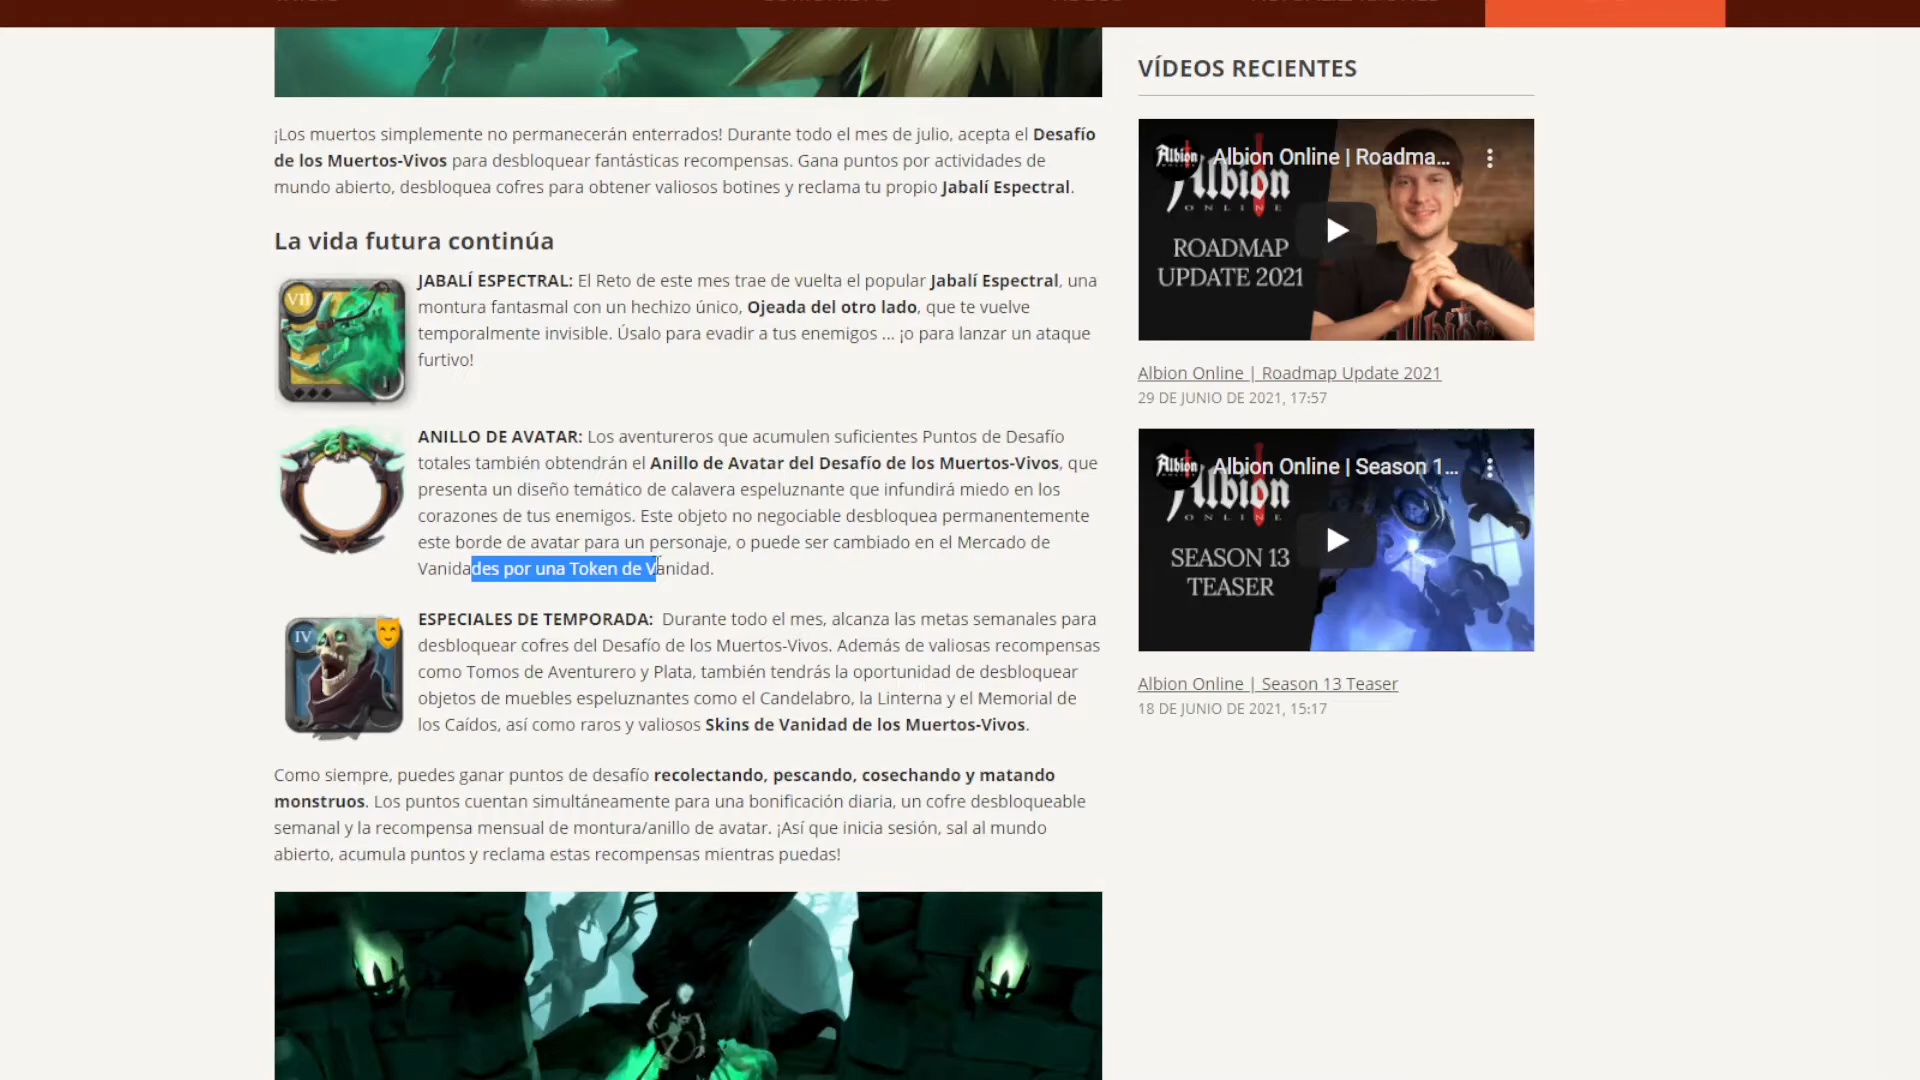 ¡Los muertos simplemente no permanecerán enterrados! Durante todo el mes de julio, acepta el Desafío
de los Muertos-Vivos para desbloquear fantásticas recompensas. Gana puntos por actividades de
mundo abierto, desbloquea cofres para obtener valiosos botines y reclama tu propio Jabalí Espectral.
La vida futura continúa
VII
JABALÍ ESPECTRAL: El Reto de este mes trae de vuelta el popular Jabalí Espectral, una
montura fantasmal con un hechizo único, Ojeada del otro lado, que te vuelve
temporalmente invisible. Úsalo para evadir a tus enemigos ... ¡o para lanzar un ataque
furtivo!
ANILLO DE AVATAR: Los aventureros que acumulen suficientes Puntos de Desafío
totales también obtendrán el Anillo de Avatar del Desafío de los Muertos-Vivos, que
presenta un diseño temático de calavera espeluznante que infundirá miedo en los
corazones de tus enemigos. Este objeto no negociable desbloquea permanentemente
este borde de avatar para un personaje, o puede ser cambiado en el Mercado de
Vanidades por una Token de Vanidad.
IV
ESPECIALES DE TEMPORADA: Durante todo el mes, alcanza las metas semanales para
desbloquear cofres del Desafío de los Muertos-Vivos. Además de valiosas recompensas
como Tomos de Aventurero y Plata, también tendrás la oportunidad de desbloquear
objetos de muebles espeluznantes como el Candelabro, la Linterna y el Memorial de
los Caídos, así como raros y valiosos Skins de Vanidad de los Muertos-Vivos.
Como siempre, puedes ganar puntos de desafío recolectando, pescando, cosechando y matando
monstruos. Los puntos cuentan simultáneamente para una bonificación diaria, un cofre desbloqueable
semanal y la recompensa mensual de montura/anillo de avatar. ¡Así que inicia sesión, sal al mundo
abierto, acumula puntos y reclama estas recompensas mientras puedas!
VÍDEOS RECIENTES
Albion
Albion Online | Roadma...
Albion
ONLINE
ROADMAP
UPDATE 2021
Albion Online | Roadmap Update 2021
29 DE JUNIO DE 2021, 17:57
Albion
Albion Online | Season 1...
Albion
ONLINE
SEASON 13
TEASER
Albion Online | Season 13 Teaser
18 DE JUNIO DE 2021, 15:17